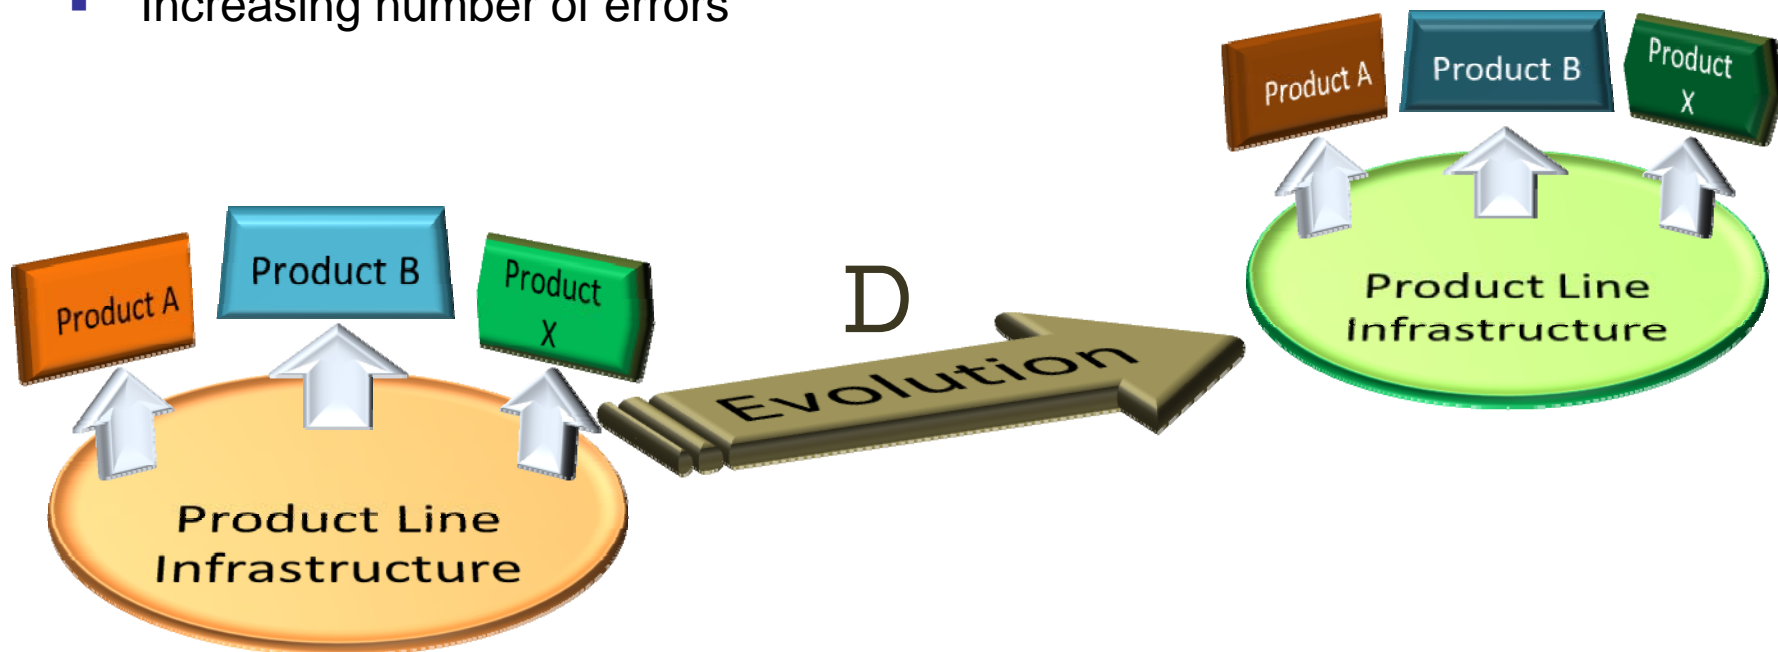 Increasing number of errors
Product A
Product B
Product
X
Product Line
Infrastructure
D
Evolution
Product A
Product B
Product
X
Product Line
Infrastructure